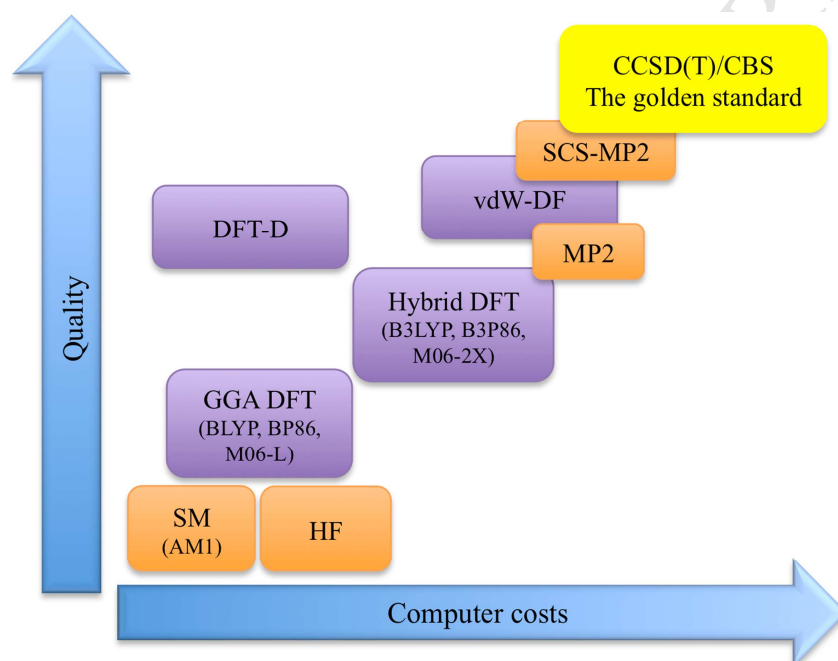 CCSD(T)/CBS
The golden standard
SCS-MP2
vdW-DF
DFT-D
MP2
Hybrid DFT
(B3LYP, B3P86,
M06-2X)
GGA DFT
(BLYP, BP86,
M06-L)
SM
(AM1)
HF
Quality
Computer costs